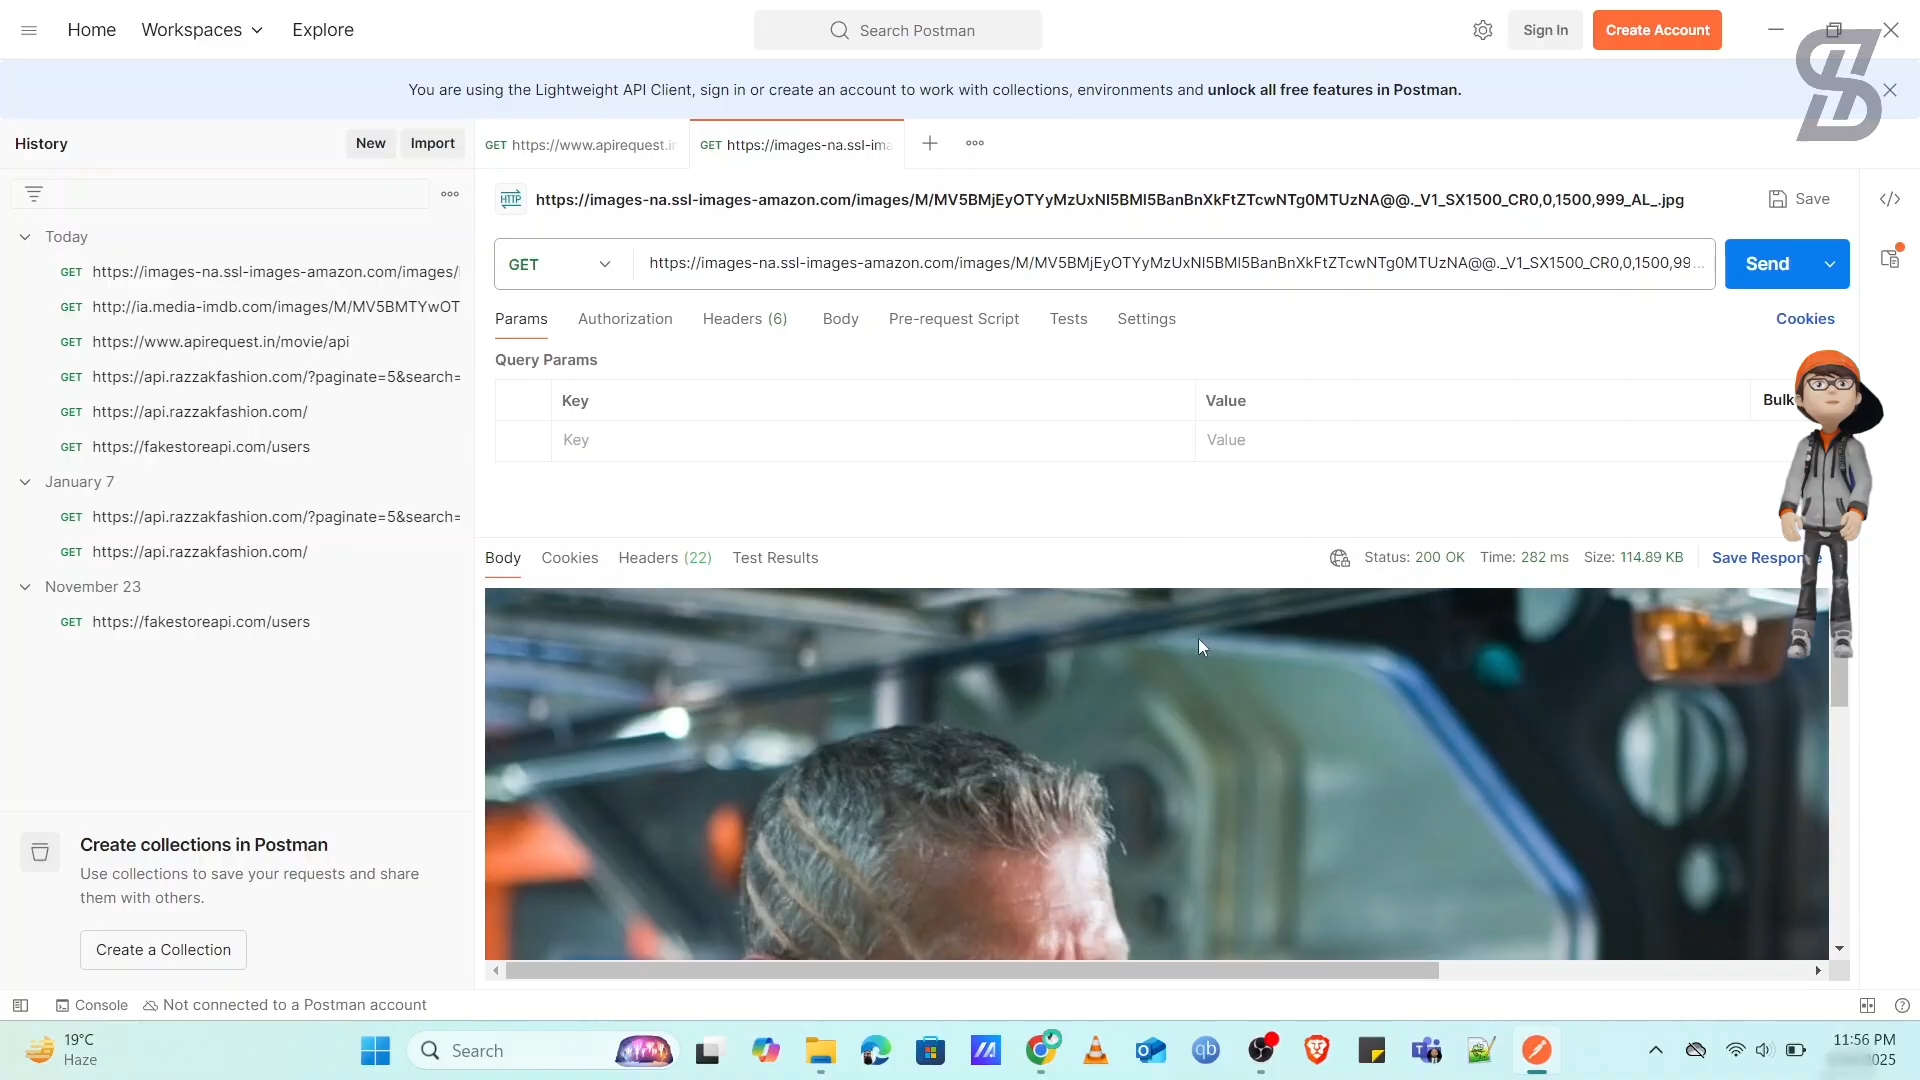 Home
Workspaces
Explore
Search Postman
Sign In
Create Account
You are using the Lightweight API Client, sign in or create an account to work with collections, environments and unlock all free features in Postman.
History
New
Import
GET https://www.apirequest.in
GET https://images-na.ssl-ima
HTTP
https://images-na.ssl-images-amazon.com/images/M/MV5BMjEyOTYyMzUxNl5BMl5BanBnXkFtZTcwNTg0MTUzNA@@._V1_SX1500_CR0,0,1500,999_AL_.jpg
Save
GET
https://images-na.ssl-images-amazon.com/images/M/MV5BMjEyOTYyMzUxNl5BMl5BanBnXkFtZTcwNTg0MTUzNA@@._V1_SX1500_CR0,0,1500,99...
Send
Params
Authorization
Headers (6)
Body
Pre-request Script
Tests
Settings
Cookies
Query Params
Key
Value
Bulk
Key
Value
Today
GET https://images-na.ssl-images-amazon.com/images/
GET http://ia.media-imdb.com/images/M/MV5BMTYwOT
GET https://www.apirequest.in/movie/api
GET https://api.razzakfashion.com/?paginate=5&search=
GET https://api.razzakfashion.com/
GET https://fakestoreapi.com/users
January 7
GET https://api.razzakfashion.com/?paginate=5&search=
GET https://api.razzakfashion.com/
November 23
GET https://fakestoreapi.com/users
Body
Cookies
Headers (22)
Test Results
Status: 200 OK
Time: 282 ms
Size: 114.89 KB
Save Respon
Create collections in Postman
Use collections to save your requests and share
them with others.
Create a Collection
Console
Not connected to a Postman account
19°C
Haze
Search
qb
11:56 PM
2025